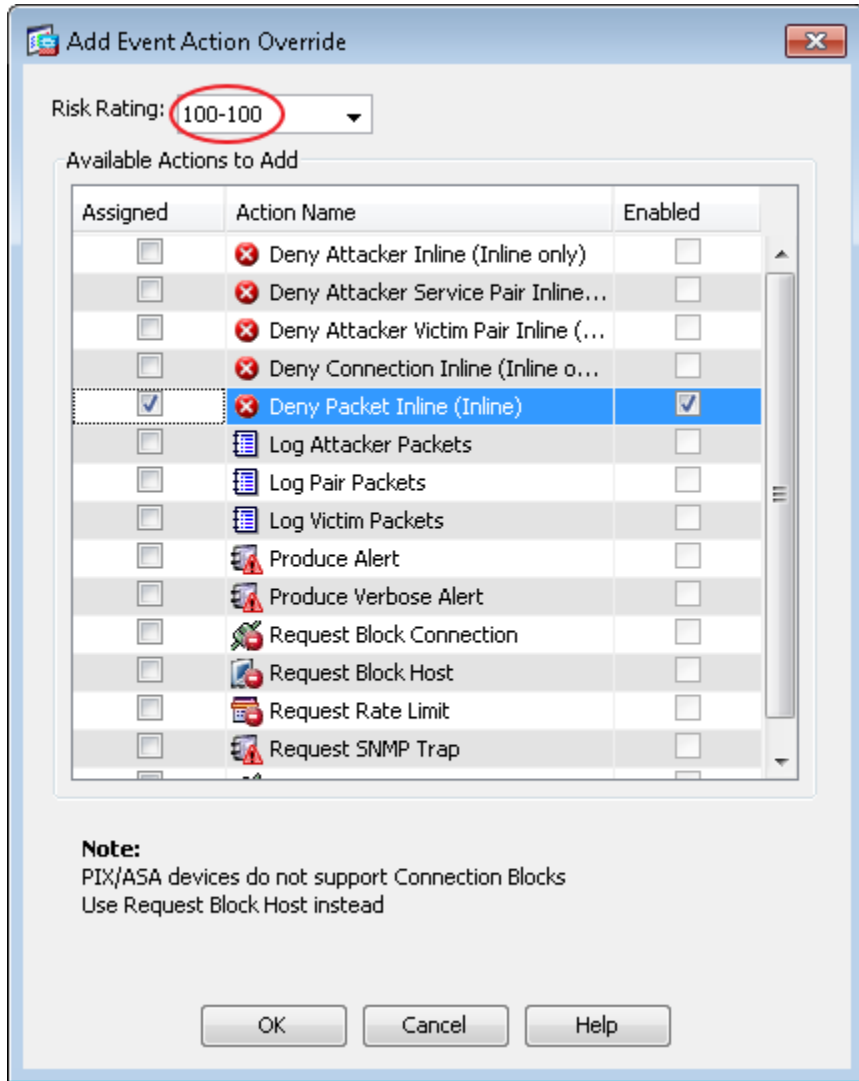 Add Event Action Override
Risk Rating: 100-100
Available Actions to Add
Assigned Action Name Enabled
Deny Attacker Inline (Inline only)
Deny Attacker Service Pair Inline...
Deny Attacker Victim Pair Inline (...
Deny Connection Inline (Inline o...
Deny Packet Inline (Inline)
Log Attacker Packets
Log Pair Packets
Log Victim Packets
Produce Alert
Produce Verbose Alert
Request Block Connection
Request Block Host
Request Rate Limit
Request SNMP Trap
Note:
PIX/ASA devices do not support Connection Blocks
Use Request Block Host instead
OK Cancel Help